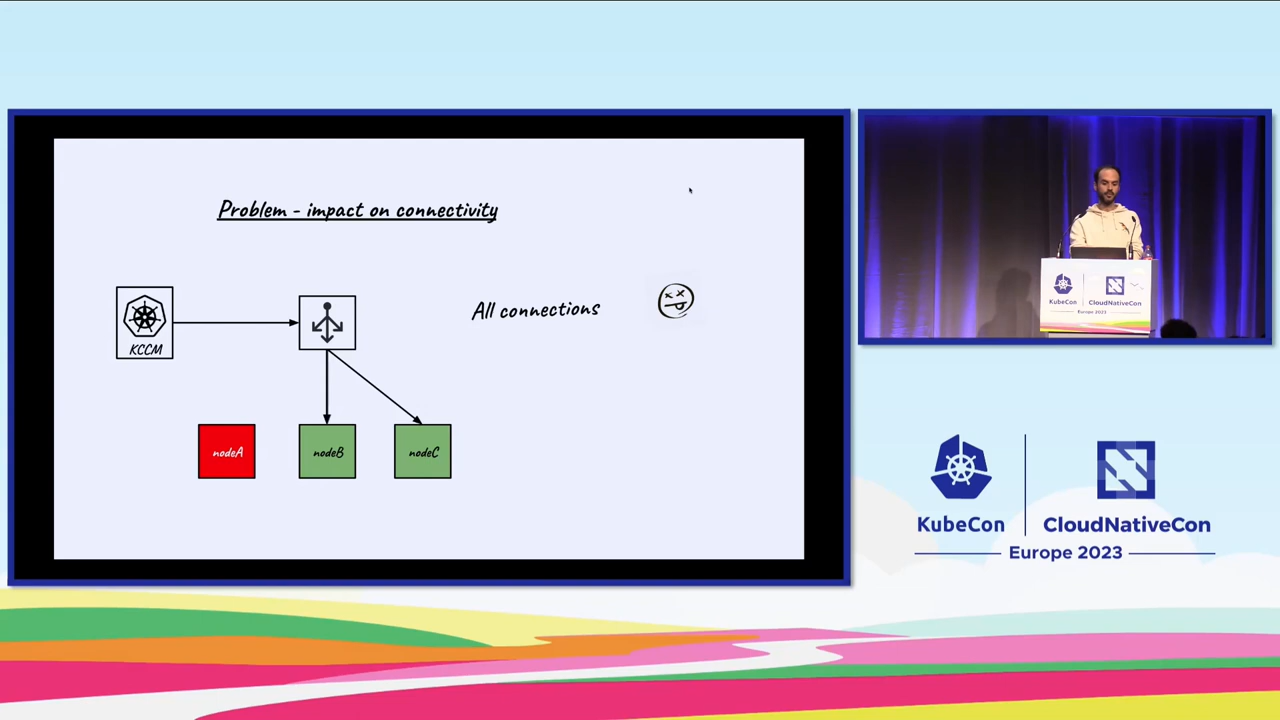 Problem - impact on connectivity
All connections
KCCM
nodeA
nodeB
nodeC
KubeCon
CloudNativeCon
Europe 2023
KubeCon
CloudNativeCon
Europe 2023